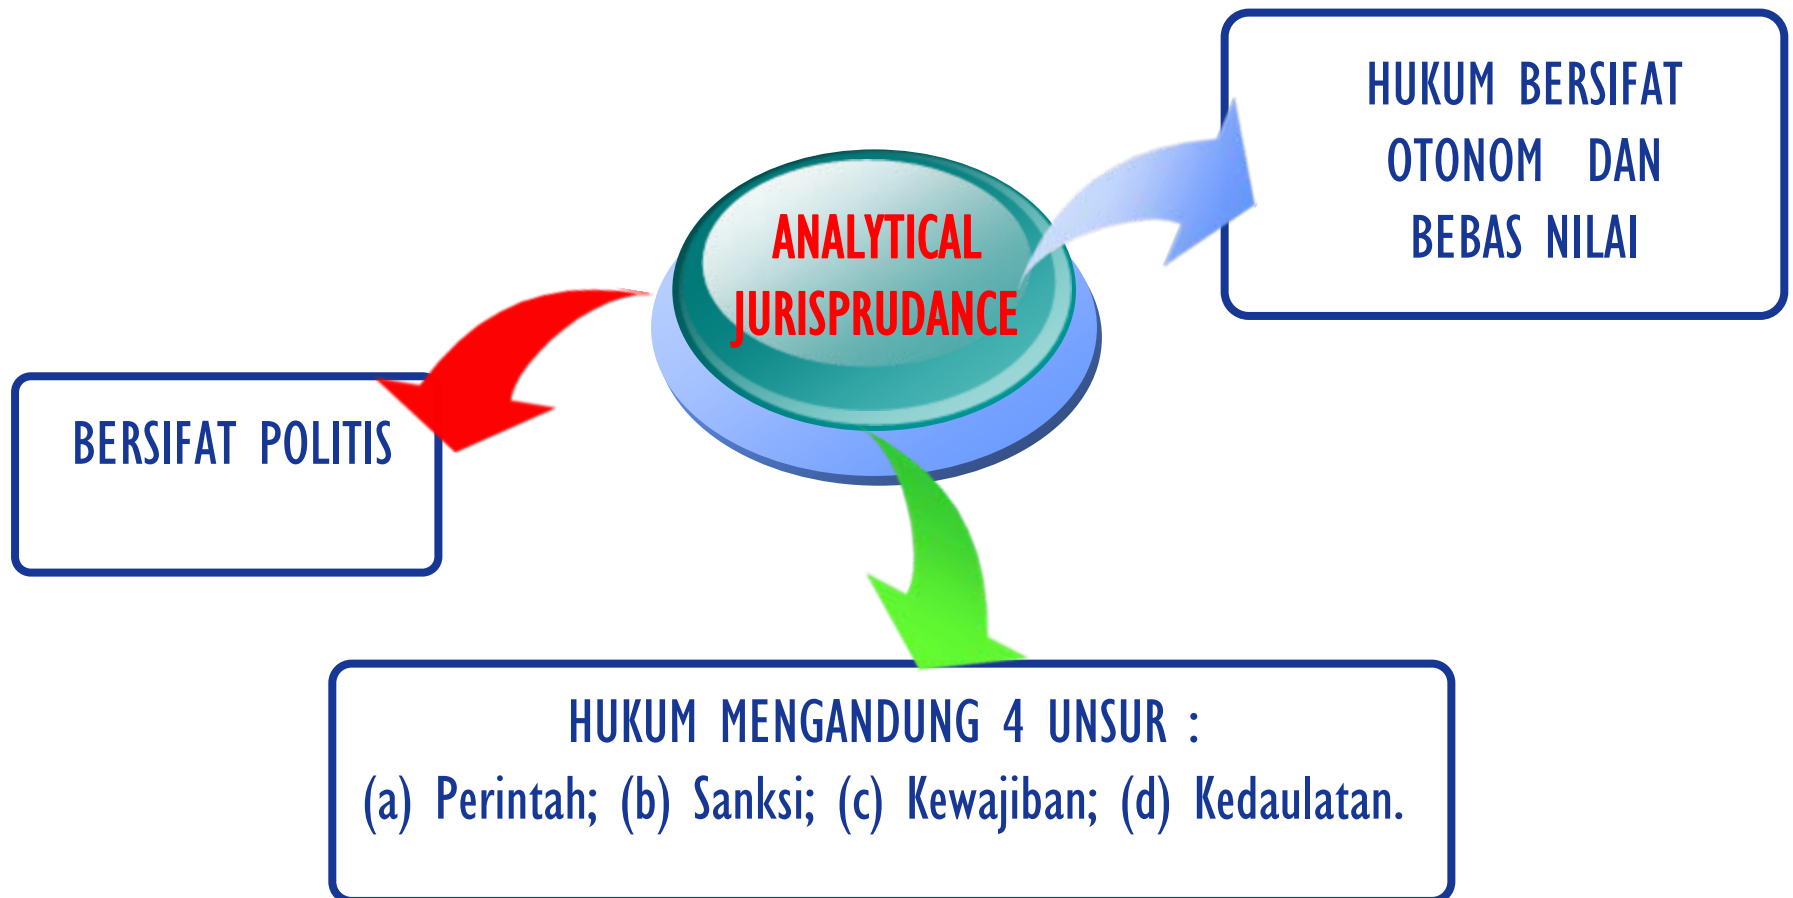 ANALYTICAL
JURISPRUDANCE
HUKUM BERSIFAT
OTONOM DAN
BEBAS NILAI
BERSIFAT POLITIS
HUKUM MENGANDUNG 4 UNSUR :
(a) Perintah; (b) Sanksi; (c) Kewajiban; (d) Kedaulatan.